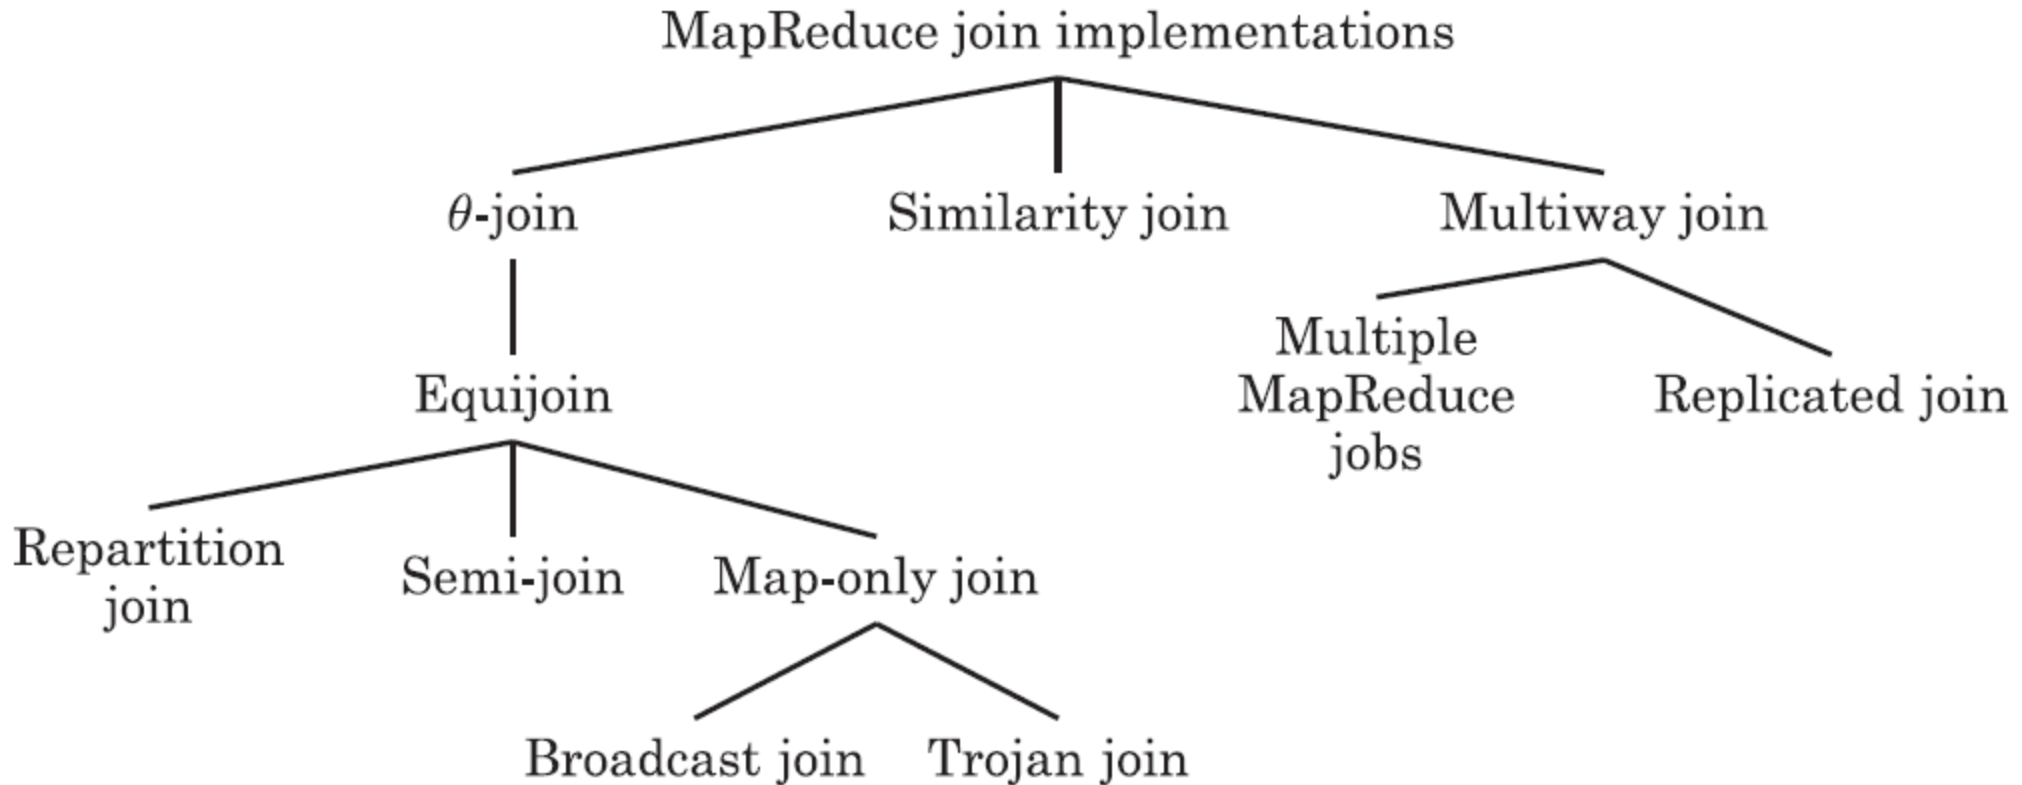 MapReduce join implementations
θ-join
Similarity join
Multiway join
Multiple
MapReduce
jobs
Replicated join
Equijoin
Repartition
join
Semi-join
Map-only join
Broadcast join
Trojan join